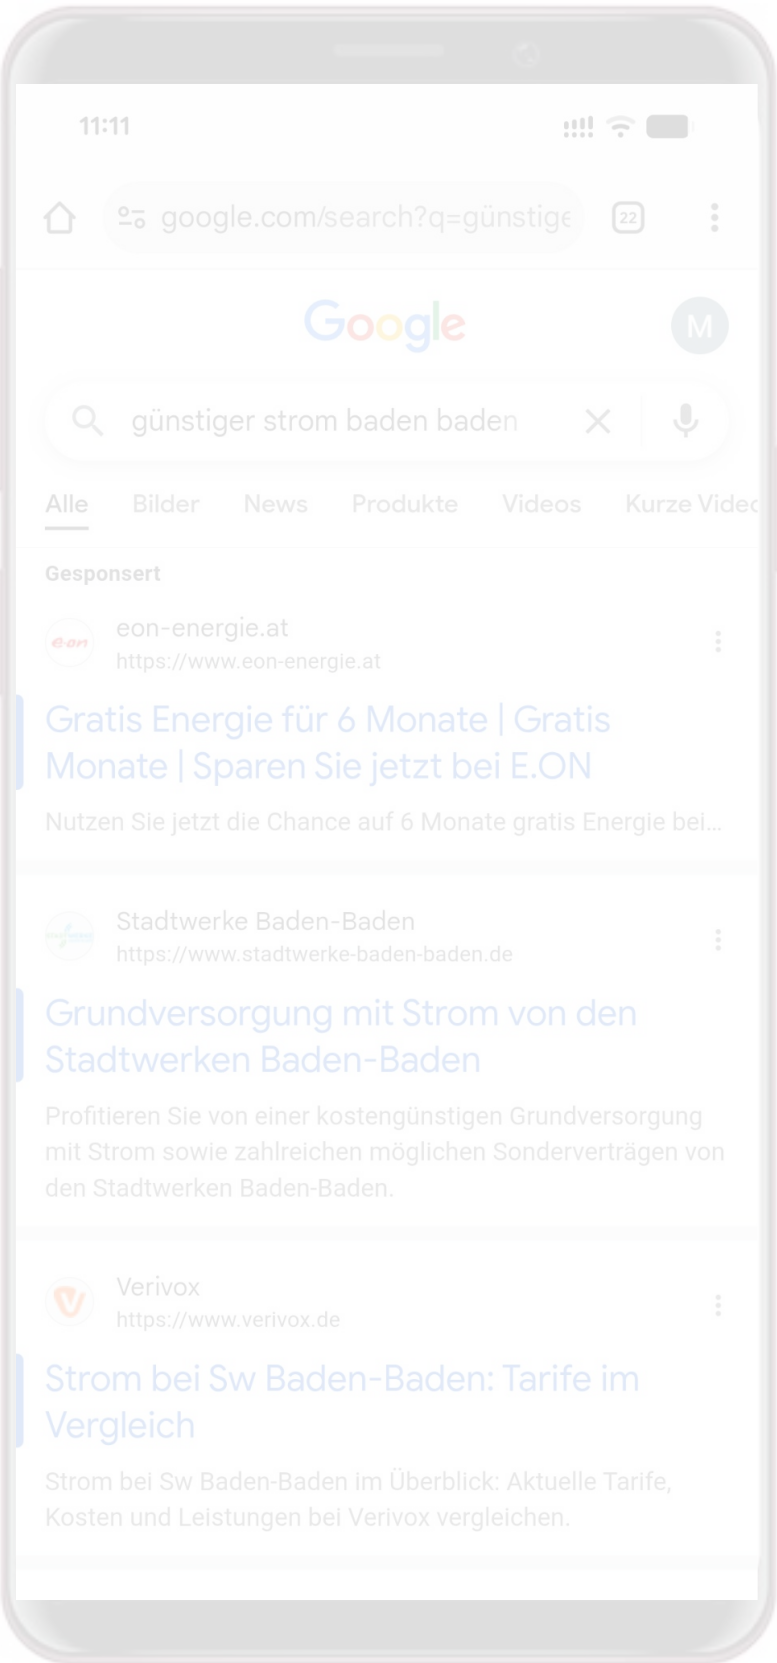 11:11
google.com/search?q=günstige
22
Google
M
günstiger strom baden baden
Alle Bilder News Produkte Videos Kurze Videc
Gesponsert
e·on
eon-energie.at
https://www.eon-energie.at
Gratis Energie für 6 Monate | Gratis
Monate | Sparen Sie jetzt bei E.ON
Nutzen Sie jetzt die Chance auf 6 Monate gratis Energie bei...
Stadtwerke Baden-Baden
https://www.stadtwerke-baden-baden.de
Grundversorgung mit Strom von den
Stadtwerken Baden-Baden
Profitieren Sie von einer kostengünstigen Grundversorgung
mit Strom sowie zahlreichen möglichen Sonderverträgen von
den Stadtwerken Baden-Baden.
Verivox
https://www.verivox.de
Strom bei Sw Baden-Baden: Tarife im
Vergleich
Strom bei Sw Baden-Baden im Überblick: Aktuelle Tarife,
Kosten und Leistungen bei Verivox vergleichen.